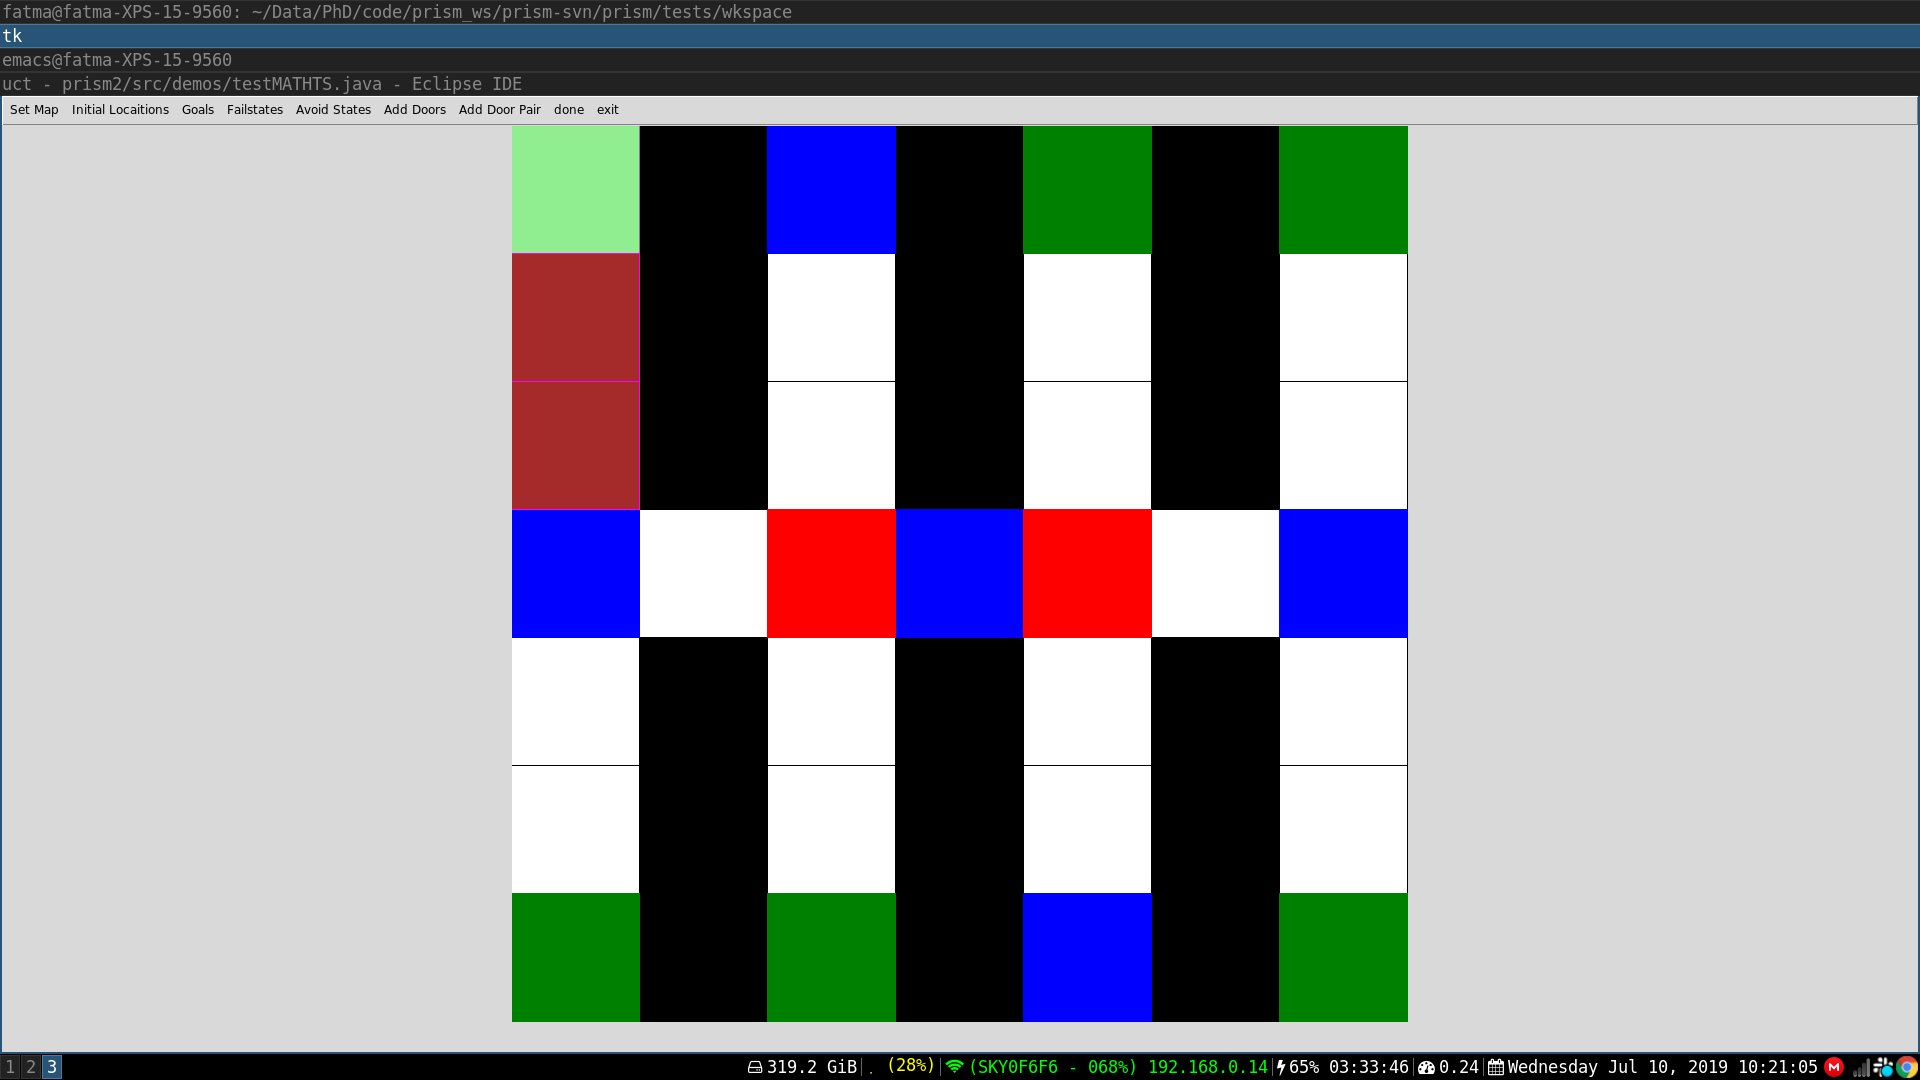 fatma@fatma-XPS-15-9560: ~/Data/PhD/code/prism_ws/prism-svn/prism/tests/wkspace
tk
emacs@fatma-XPS-15-9560
uct - prism2/src/demos/testMATHTS.java - Eclipse IDE
Set Map Initial Locaitions Goals Failstates Avoid States Add Doors Add Door Pair done exit
1 2 3 319.2 GiB . (28%) (SKY0F6F6 - 068%) 192.168.0.14 65% 03:33:46 0.24 Wednesday Jul 10, 2019 10:21:05 M